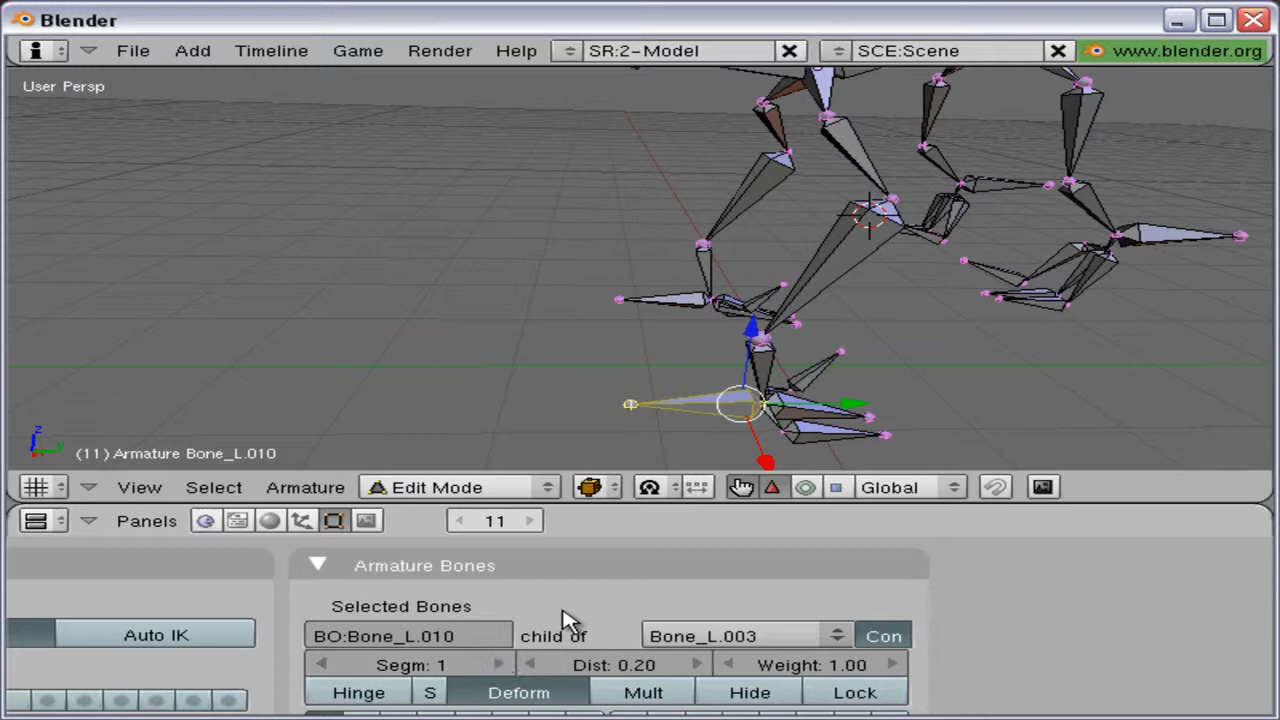 Blender
File Add Timeline Game Render Help SR:2-Model SCE:Scene www.blender.org
User Persp
z
y
(11) Armature Bone_L.010
View Select Armature Edit Mode Global
Panels 11
Armature Bones
Selected Bones
Auto IK BO:Bone_L.010 child of Bone_L.003 Con
Segm: 1 Dist: 0.20 Weight: 1.00
Hinge S Deform Mult Hide Lock